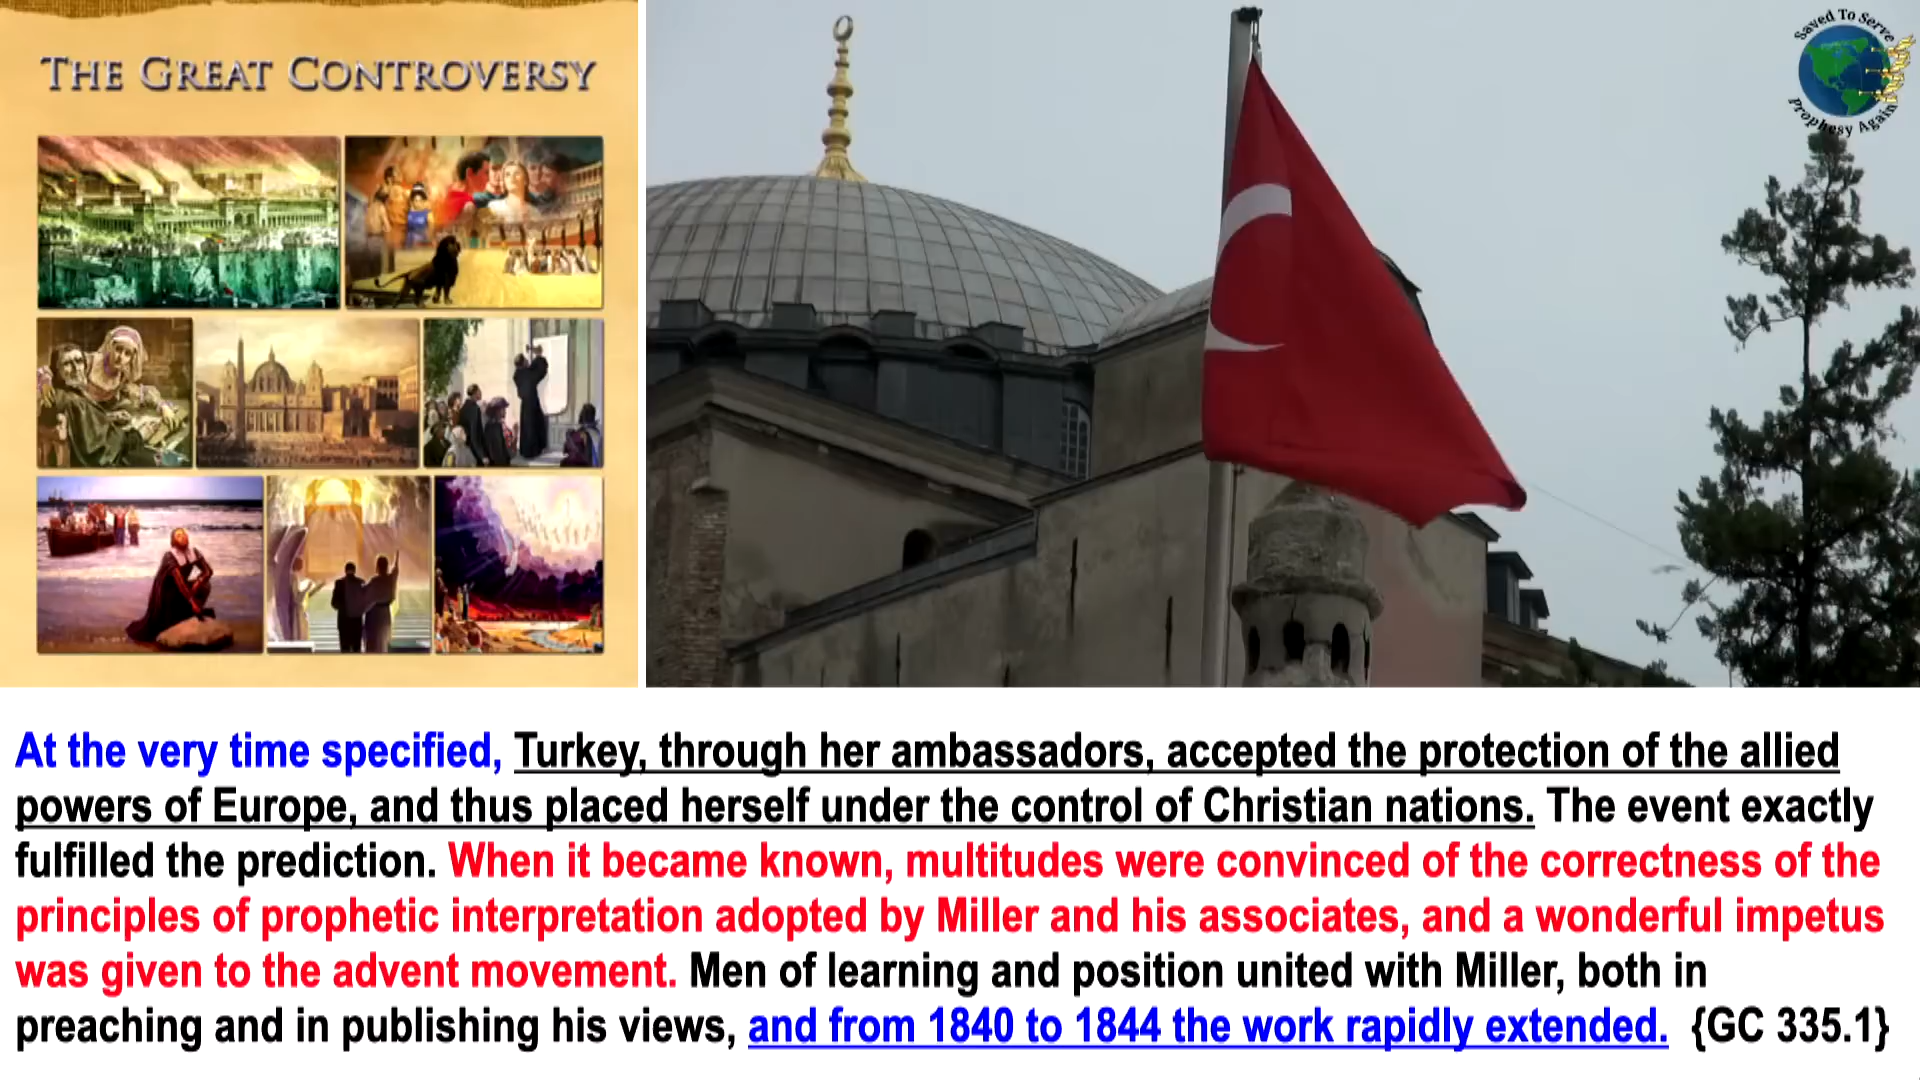 THE GREAT CONTROVERSY
Saved To Serve
Prophesy Again
At the very time specified, Turkey, through her ambassadors, accepted the protection of the allied
powers of Europe, and thus placed herself under the control of Christian nations. The event exactly
fulfilled the prediction. When it became known, multitudes were convinced of the correctness of the
principles of prophetic interpretation adopted by Miller and his associates, and a wonderful impetus
was given to the advent movement. Men of learning and position united with Miller, both in
preaching and in publishing his views, and from 1840 to 1844 the work rapidly extended. {GC 335.1}